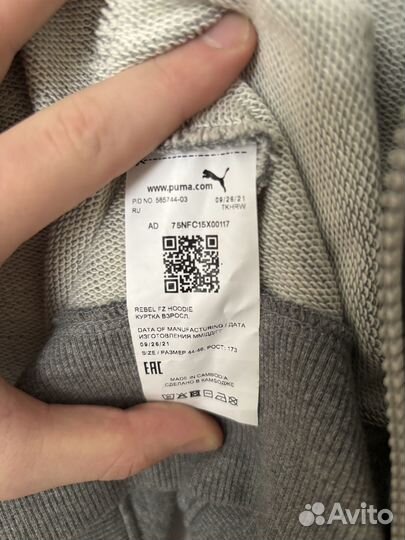 www.puma.com
PID NO. 585744-03 09/26/21
RU TKHRW
AD 75NFC15X00117
REBEL FZ HOODIE
КУРТКА ВЗРОСЛ.
DATA OF MANUFACTURING / ДАТА
ИЗГОТОВЛЕНИЯ ММ/ДД/ГГ
09/26/21
SIZE / РАЗМЕР 44-46, РОСТ: 173
EAC
MADE IN CAMBODIA
СДЕЛАНО В КАМБОДЖЕ
Avito